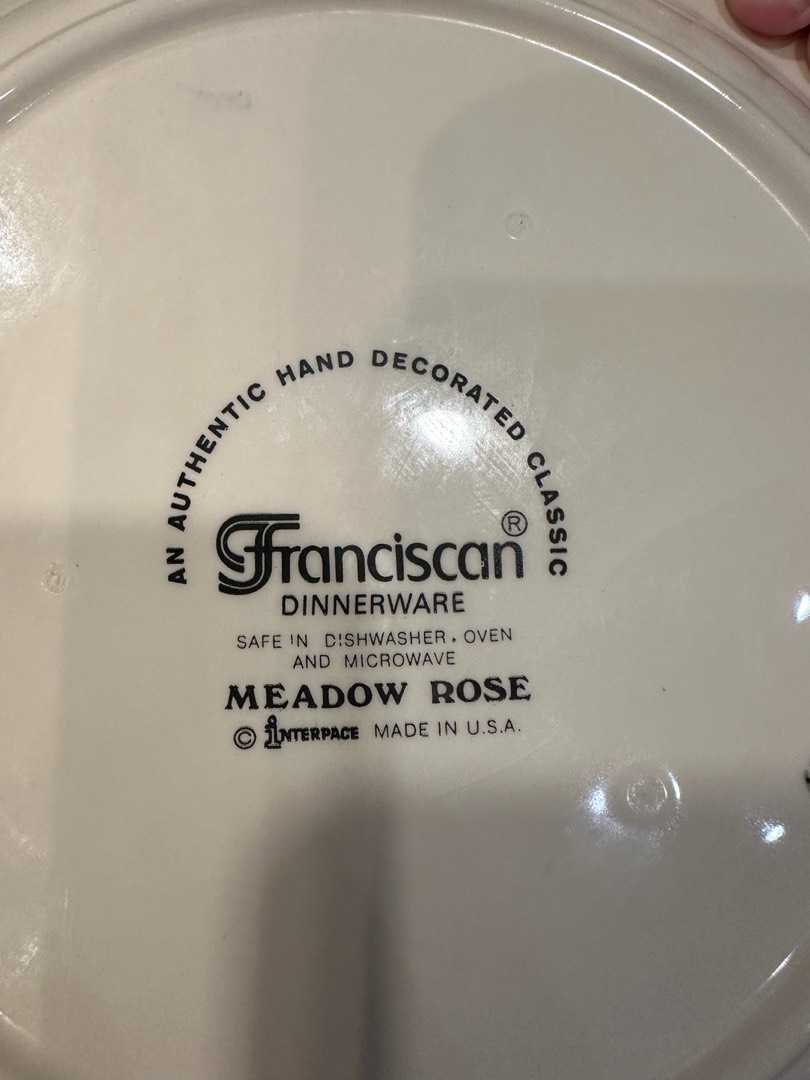 AN AUTHENTIC HAND DECORATED CLASSIC
Franciscan®
DINNERWARE
SAFE IN DISHWASHER, OVEN
AND MICROWAVE
MEADOW ROSE
© INTERPACE MADE IN U.S.A.